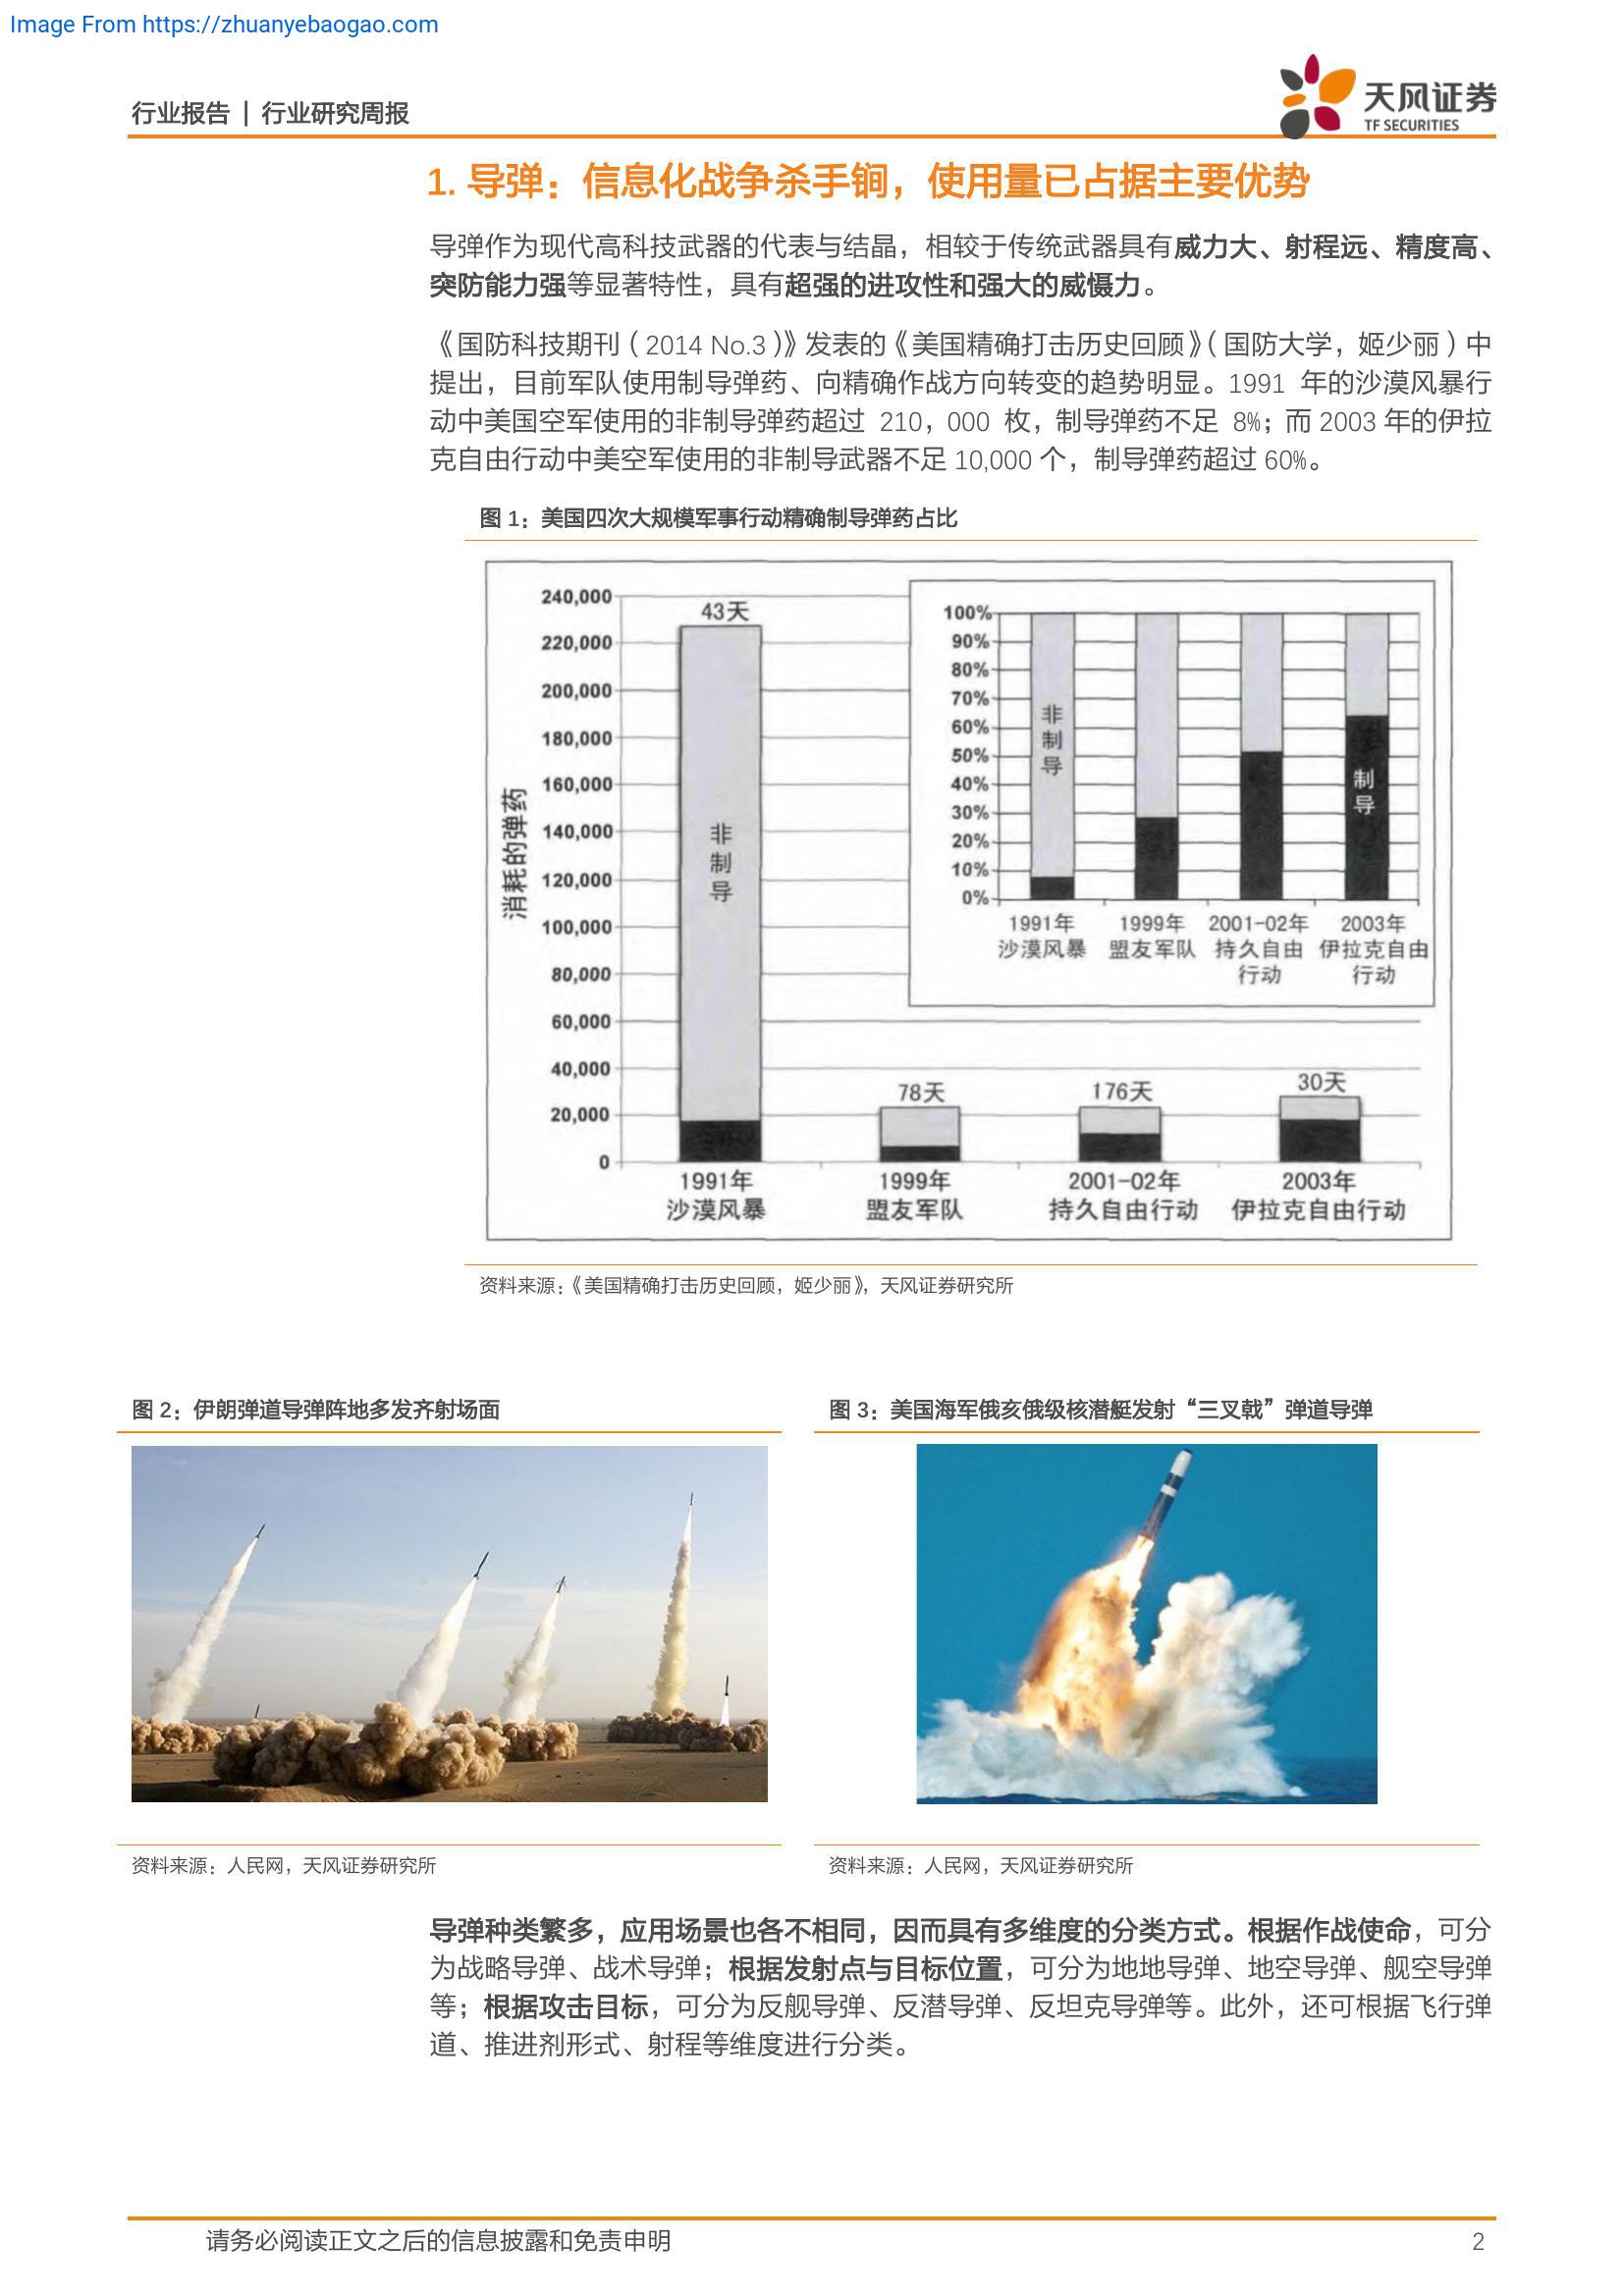 Image From https://zhuanyebaogao.com
行业报告 | 行业研究周报
天风证券
TF SECURITIES
1. 导弹：信息化战争杀手锏，使用量已占据主要优势
导弹作为现代高科技武器的代表与结晶，相较于传统武器具有威力大、射程远、精度高、
突防能力强等显著特性，具有超强的进攻性和强大的威慑力。
《国防科技期刊（2014 No.3）》发表的《美国精确打击历史回顾》（国防大学，姬少丽）中
提出，目前军队使用制导弹药、向精确作战方向转变的趋势明显。1991 年的沙漠风暴行
动中美国空军使用的非制导弹药超过 210，000 枚，制导弹药不足 8%；而 2003 年的伊拉
克自由行动中美空军使用的非制导武器不足 10,000 个，制导弹药超过 60%。
图 1：美国四次大规模军事行动精确制导弹药占比
消耗的弹药
240,000
220,000
200,000
180,000
160,000
140,000
120,000
100,000
80,000
60,000
40,000
20,000
0
43天
非
制
导
78天
176天
30天
1991年
沙漠风暴
1999年
盟友军队
2001-02年
持久自由行动
2003年
伊拉克自由行动
100%
90%
80%
70%
60%
50%
40%
30%
20%
10%
0%
非
制
导
制
导
1991年
沙漠风暴
1999年
盟友军队
2001-02年
持久自由
行动
2003年
伊拉克自由
行动
资料来源：《美国精确打击历史回顾，姬少丽》，天风证券研究所
图 2：伊朗弹道导弹阵地多发齐射场面
图 3：美国海军俄亥俄级核潜艇发射“三叉戟”弹道导弹
资料来源：人民网，天风证券研究所
资料来源：人民网，天风证券研究所
导弹种类繁多，应用场景也各不相同，因而具有多维度的分类方式。根据作战使命，可分
为战略导弹、战术导弹；根据发射点与目标位置，可分为地地导弹、地空导弹、舰空导弹
等；根据攻击目标，可分为反舰导弹、反潜导弹、反坦克导弹等。此外，还可根据飞行弹
道、推进剂形式、射程等维度进行分类。
请务必阅读正文之后的信息披露和免责申明
2